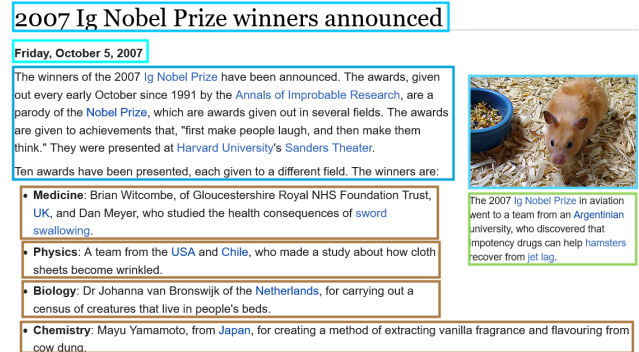 2007 Ig Nobel Prize winners announced
Friday, October 5, 2007
The winners of the 2007 Ig Nobel Prize have been announced. The awards, given
out every early October since 1991 by the Annals of Improbable Research, are a
parody of the Nobel Prize, which are awards given out in several fields. The awards
are given to achievements that, "first make people laugh, and then make them
think." They were presented at Harvard University's Sanders Theater.
Ten awards have been presented, each given to a different field. The winners are:
• Medicine: Brian Witcombe, of Gloucestershire Royal NHS Foundation Trust,
UK, and Dan Meyer, who studied the health consequences of sword
swallowing.
• Physics: A team from the USA and Chile, who made a study about how cloth
sheets become wrinkled.
• Biology: Dr Johanna van Bronswijk of the Netherlands, for carrying out a
census of creatures that live in people's beds.
• Chemistry: Mayu Yamamoto, from Japan, for creating a method of extracting vanilla fragrance and flavouring from
cow dung.
The 2007 Ig Nobel Prize in aviation
went to a team from an Argentinian
university, who discovered that
impotency drugs can help hamsters
recover from jet lag.